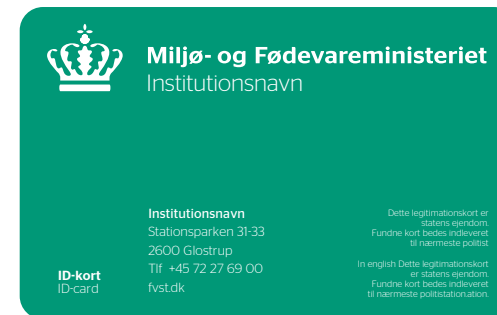 Miljø- og Fødevareministeriet
Institutionsnavn
Institutionsnavn
Stationsparken 31-33
2600 Glostrup
Tlf +45 72 27 69 00
fvst.dk
ID-kort
ID-card
Dette legitimationskort er
statens ejendom.
Fundne kort bedes indleveret
til nærmeste politist
In english Dette legitimationskort
er statens ejendom.
Fundne kort bedes indleveret
til nærmeste politistation.ation.